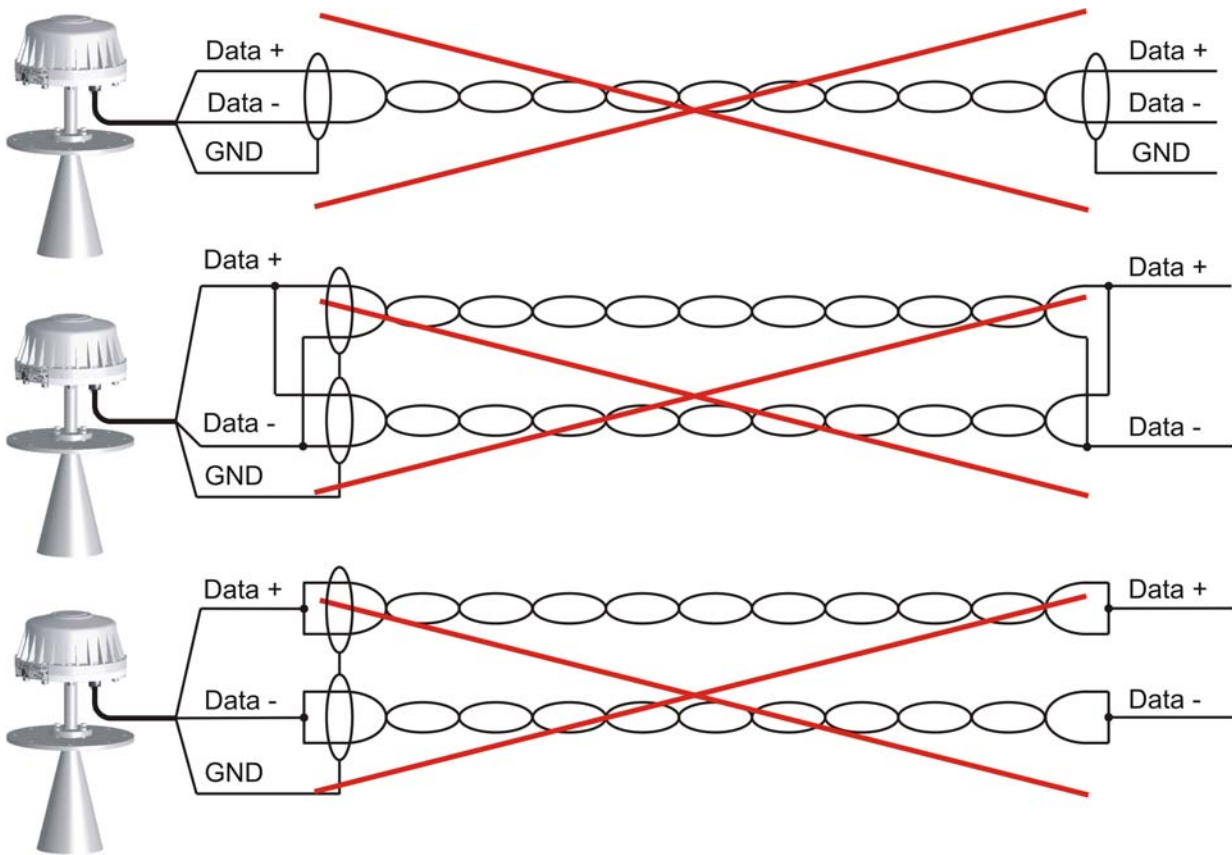 Data +
Data -
GND
Data +
Data -
GND
Data +
Data -
GND
Data +
Data -
Data +
Data -
GND
Data +
Data -